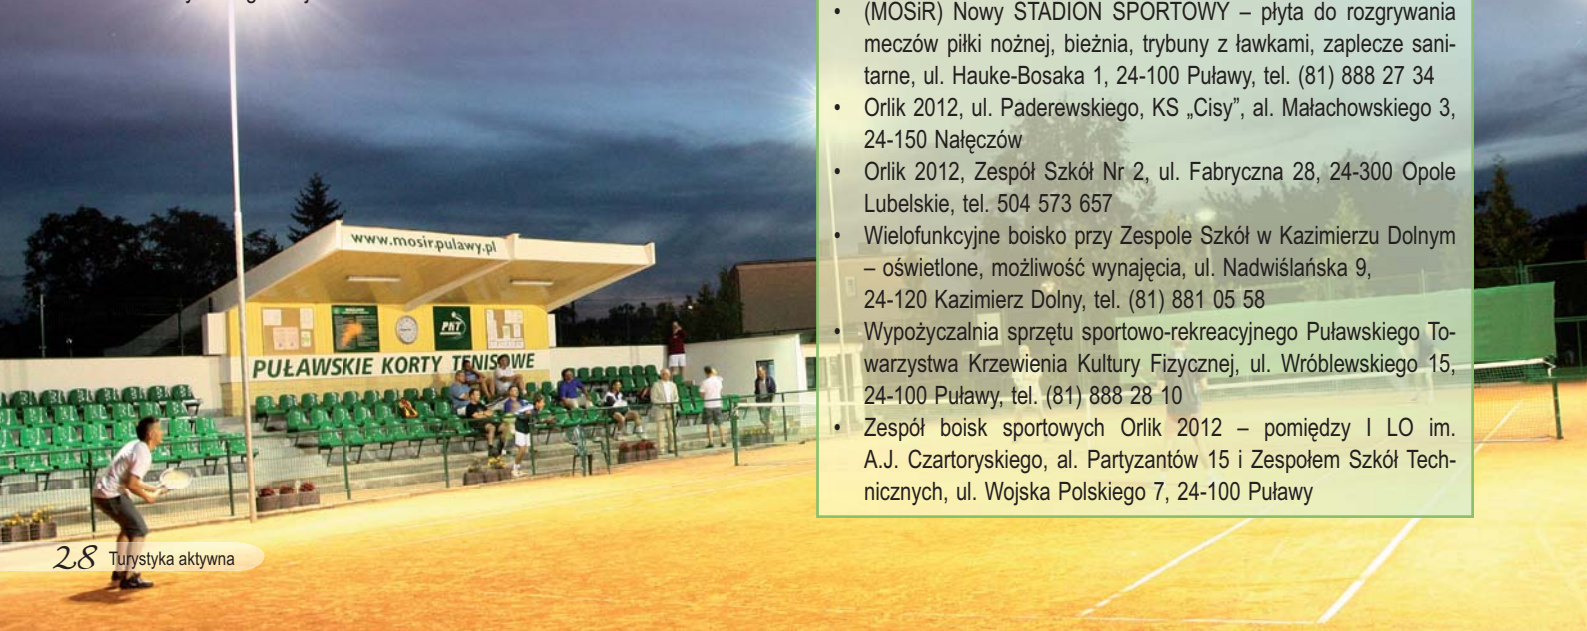 • (MOSiR) Nowy STADION SPORTOWY – płyta do rozgrywania
meczów piłki nożnej, bieżnia, trybuny z ławkami, zaplecze sani-
tarne, ul. Hauke-Bosaka 1, 24-100 Puławy, tel. (81) 888 27 34
• Orlik 2012, ul. Paderewskiego, KS „Cisy”, al. Małachowskiego 3,
24-150 Nałęczów
• Orlik 2012, Zespół Szkół Nr 2, ul. Fabryczna 28, 24-300 Opole
Lubelskie, tel. 504 573 657
• Wielofunkcyjne boisko przy Zespole Szkół w Kazimierzu Dolnym
– oświetlone, możliwość wynajęcia, ul. Nadwiślańska 9,
24-120 Kazimierz Dolny, tel. (81) 881 05 58
• Wypożyczalnia sprzętu sportowo-rekreacyjnego Puławskiego To-
warzystwa Krzewienia Kultury Fizycznej, ul. Wróblewskiego 15,
24-100 Puławy, tel. (81) 888 28 10
• Zespół boisk sportowych Orlik 2012 – pomiędzy I LO im.
A.J. Czartoryskiego, al. Partyzantów 15 i Zespołem Szkół Tech-
nicznych, ul. Wojska Polskiego 7, 24-100 Puławy
www.mosir.pulawy.pl
PKT
PUŁAWSKIE KORTY TENISOWE
28 Turystyka aktywna